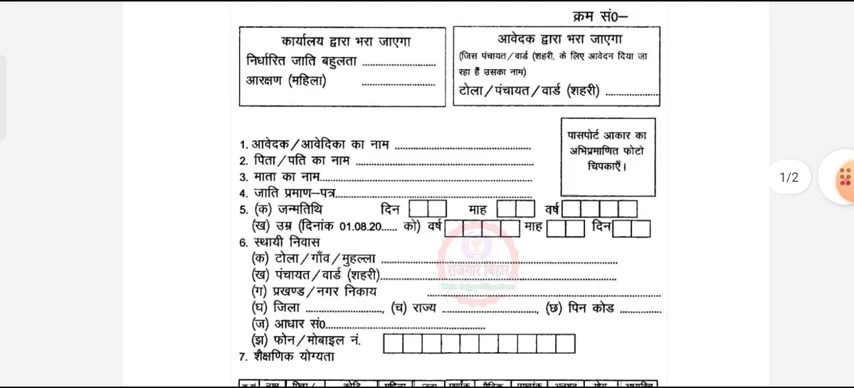 क्रम सं0–
कार्यालय द्वारा भरा जाएगा
निर्धारित जाति बहुलता ....................
आरक्षण (महिला) ....................
आवेदक द्वारा भरा जाएगा
(जिस पंचायत/वार्ड (शहरी, के लिए आवेदन दिया जा
रहा हैं उसका नाम)
टोला/पंचायत/वार्ड (शहरी) ...............
पासपोर्ट आकार का
अभिप्रमाणित फोटो
चिपकाएँ।
1. आवेदक/आवेदिका का नाम ....................
2. पिता/पति का नाम ....................
3. माता का नाम....................
4. जाति प्रमाण–पत्र....................
5. (क) जन्मतिथि दिन माह वर्ष
(ख) उम्र (दिनांक 01.08.20...... को) वर्ष माह दिन
6. स्थायी निवास
(क) टोला/गाँव/मुहल्ला ....................
(ख) पंचायत/वार्ड (शहरी)....................
(ग) प्रखण्ड/नगर निकाय ....................
(घ) जिला ...................., (च) राज्य ...................., (छ) पिन कोड ............
(ज) आधार सं0....................
(झ) फोन/मोबाइल नं.
7. शैक्षणिक योग्यता
रोजगार बिहार
1/2